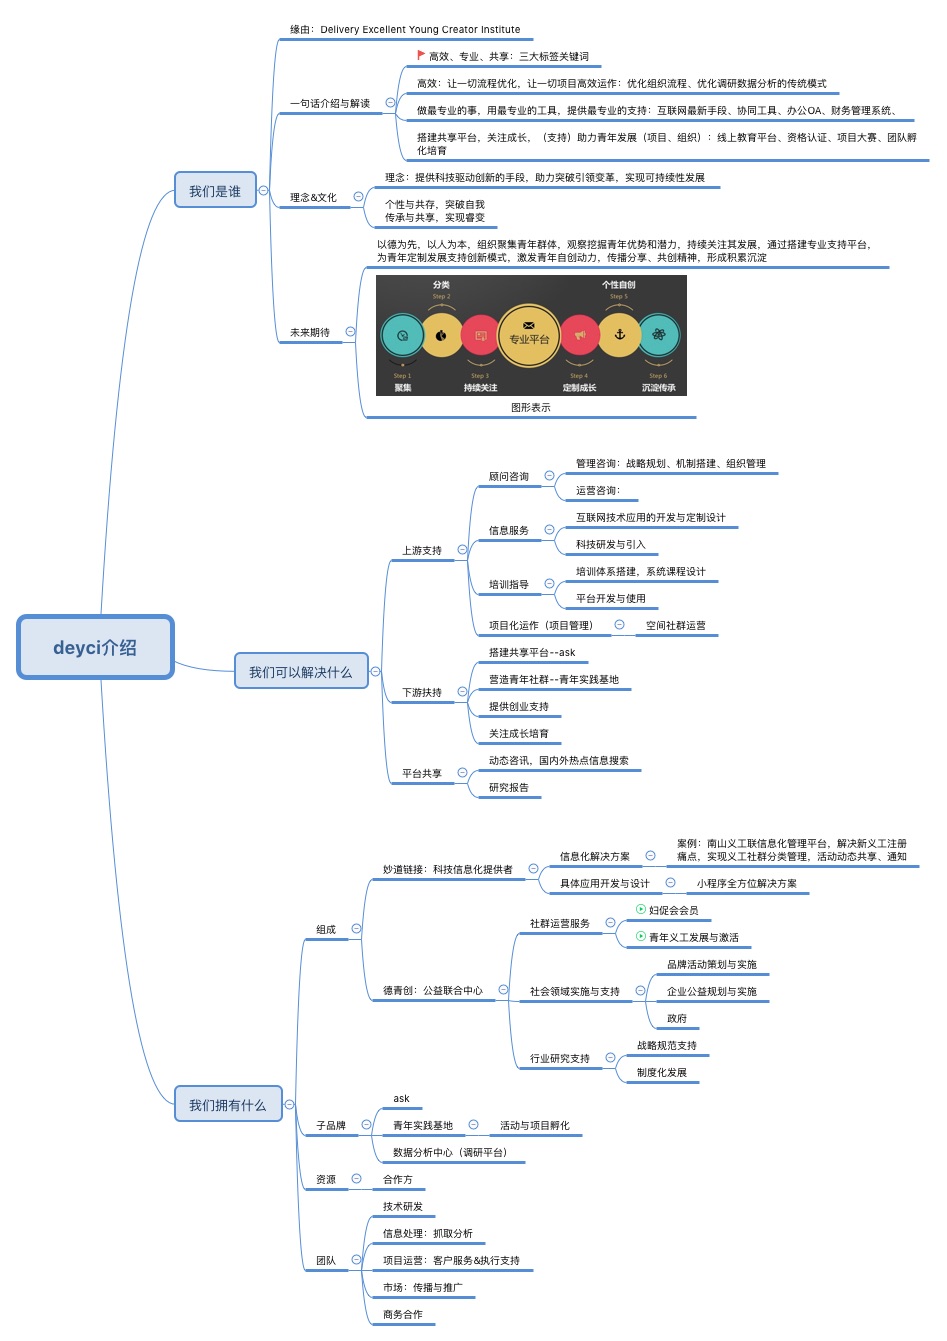 缘由：Delivery Excellent Young Creator Institute
高效、专业、共享：三大标签关键词
高效：让一切流程优化，让一切项目高效运作：优化组织流程、优化调研数据分析的传统模式
一句话介绍与解读
做最专业的事，用最专业的工具，提供最专业的支持：互联网最新手段、协同工具、办公OA、财务管理系统、
搭建共享平台，关注成长，（支持）助力青年发展（项目、组织）：线上教育平台、资格认证、项目大赛、团队孵
化培育
我们是谁
理念：提供科技驱动创新的手段，助力突破引领变革，实现可持续性发展
理念&文化
个性与共存，突破自我
传承与共享，实现睿变
以德为先，以人为本，组织聚集青年群体，观察挖掘青年优势和潜力，持续关注其发展，通过搭建专业支持平台，
为青年定制发展支持创新模式，激发青年自创动力，传播分享、共创精神，形成积累沉淀
未来期待
分类
个性自创
Step 2
Step 5
专业平台
Step 1
Step 3
Step 4
Step 6
聚集
持续关注
定制成长
沉淀传承
图形表示
管理咨询：战略规划、机制搭建、组织管理
顾问咨询
运营咨询：
互联网技术应用的开发与定制设计
信息服务
科技研发与引入
上游支持
培训体系搭建，系统课程设计
培训指导
平台开发与使用
项目化运作（项目管理）
空间社群运营
deyci介绍
我们可以解决什么
搭建共享平台--ask
营造青年社群--青年实践基地
下游扶持
提供创业支持
关注成长培育
动态咨讯，国内外热点信息搜索
平台共享
研究报告
案例：南山义工联信息化管理平台，解决新义工注册
痛点，实现义工社群分类管理，活动动态共享、通知
信息化解决方案
妙道链接：科技信息化提供者
具体应用开发与设计
小程序全方位解决方案
组成
妇促会会员
社群运营服务
青年义工发展与激活
品牌活动策划与实施
德青创：公益联合中心
社会领域实施与支持
企业公益规划与实施
政府
战略规范支持
行业研究支持
制度化发展
我们拥有什么
ask
子品牌
青年实践基地
活动与项目孵化
数据分析中心（调研平台）
资源
合作方
技术研发
信息处理：抓取分析
团队
项目运营：客户服务&执行支持
市场：传播与推广
商务合作